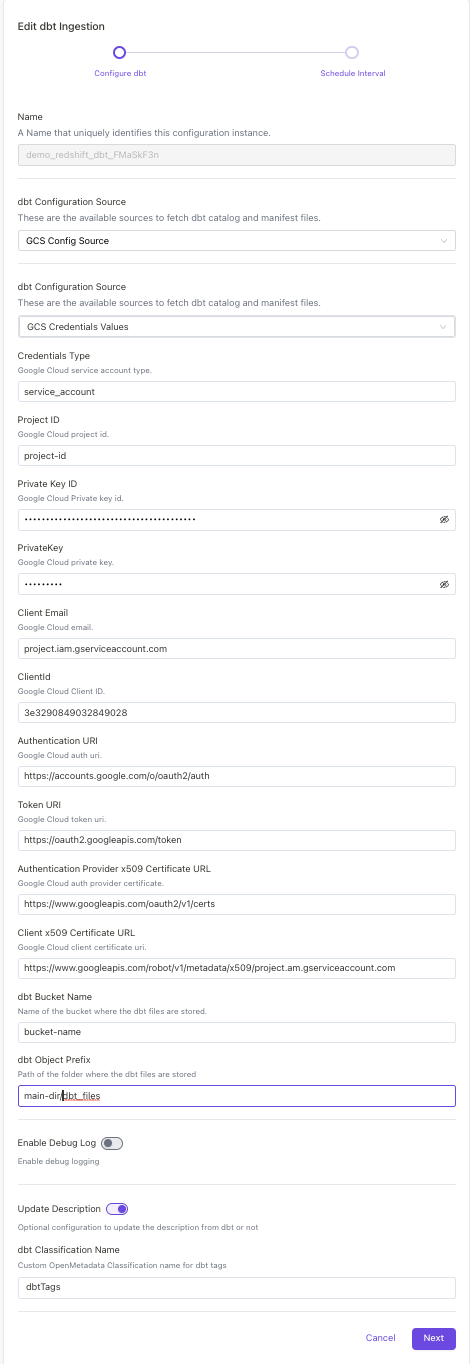 Edit dbt Ingestion
Configure dbt
Schedule Interval
Name
A Name that uniquely identifies this configuration instance.
demo_redshift_dbt_FMaSkF3n
dbt Configuration Source
These are the available sources to fetch dbt catalog and manifest files.
GCS Config Source
dbt Configuration Source
These are the available sources to fetch dbt catalog and manifest files.
GCS Credentials Values
Credentials Type
Google Cloud service account type.
service_account
Project ID
Google Cloud project id.
project-id
Private Key ID
Google Cloud Private key id.
PrivateKey
Google Cloud private key.
Client Email
Google Cloud email.
project.iam.gserviceaccount.com
ClientId
Google Cloud Client ID.
3e3290849032849028
Authentication URI
Google Cloud auth uri.
https://accounts.google.com/o/oauth2/auth
Token URI
Google Cloud token uri.
https://oauth2.googleapis.com/token
Authentication Provider x509 Certificate URL
Google Cloud auth provider certificate.
https://www.googleapis.com/oauth2/v1/certs
Client x509 Certificate URL
Google Cloud client certificate uri.
https://www.googleapis.com/robot/v1/metadata/x509/project.am.gserviceaccount.com
dbt Bucket Name
Name of the bucket where the dbt files are stored.
bucket-name
dbt Object Prefix
Path of the folder where the dbt files are stored
main-dir/dbt_files
Enable Debug Log
Enable debug logging
Update Description
Optional configuration to update the description from dbt or not
dbt Classification Name
Custom OpenMetadata Classification name for dbt tags
dbtTags
Cancel
Next